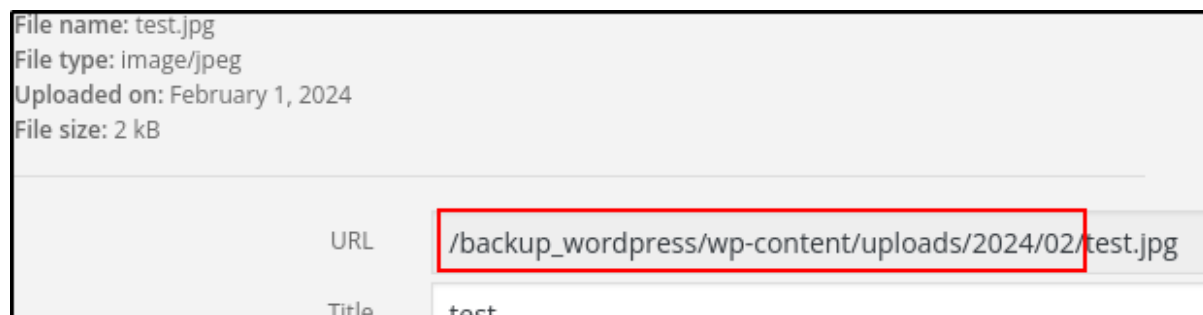 File name: test.jpg
File type: image/jpeg
Uploaded on: February 1, 2024
File size: 2 kB
URL /backup_wordpress/wp-content/uploads/2024/02/test.jpg
Title test